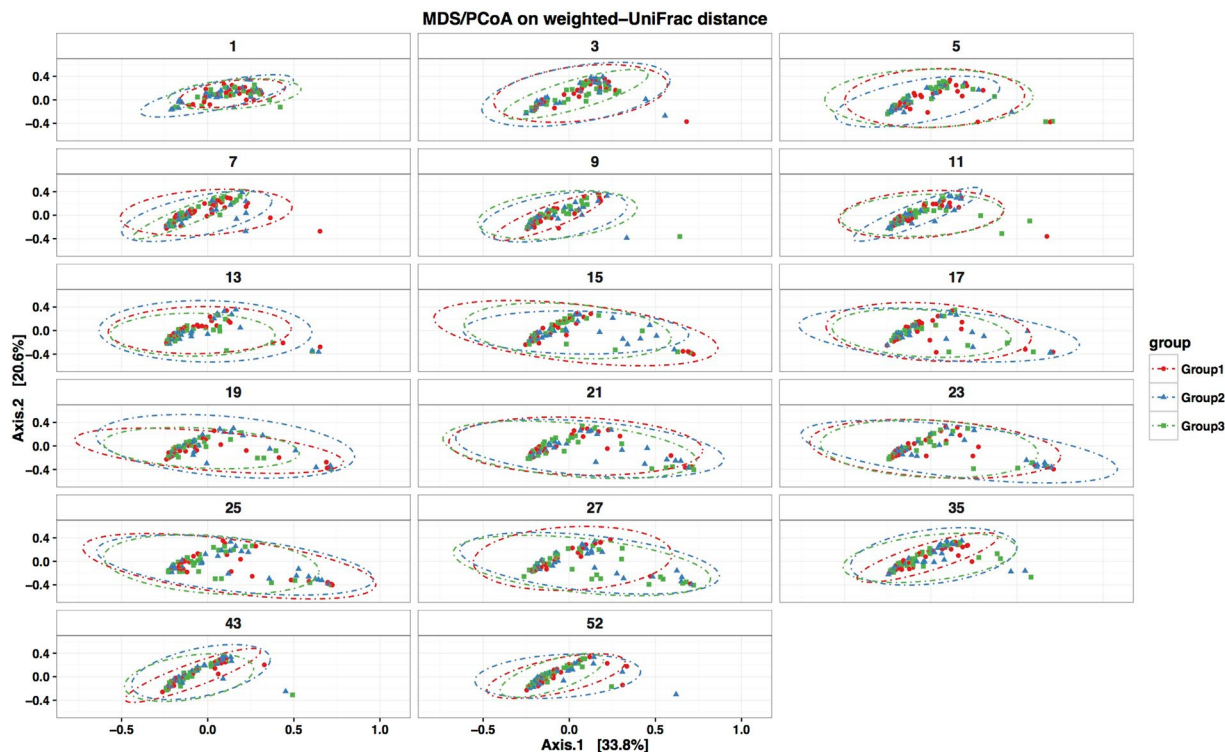 MDS/PCoA on weighted−UniFrac distance
1 3 5
0.4
0.0
−0.4
7 9 11
0.4
0.0
−0.4
13 15 17
0.4
0.0
−0.4
19 21 23
0.4
0.0
−0.4
25 27 35
0.4
0.0
−0.4
43 52
0.4
0.0
−0.4
−0.5 0.0 0.5 1.0 −0.5 0.0 0.5 1.0
Axis.1 [33.8%]
Axis.2 [20.6%]
group
Group1
Group2
Group3